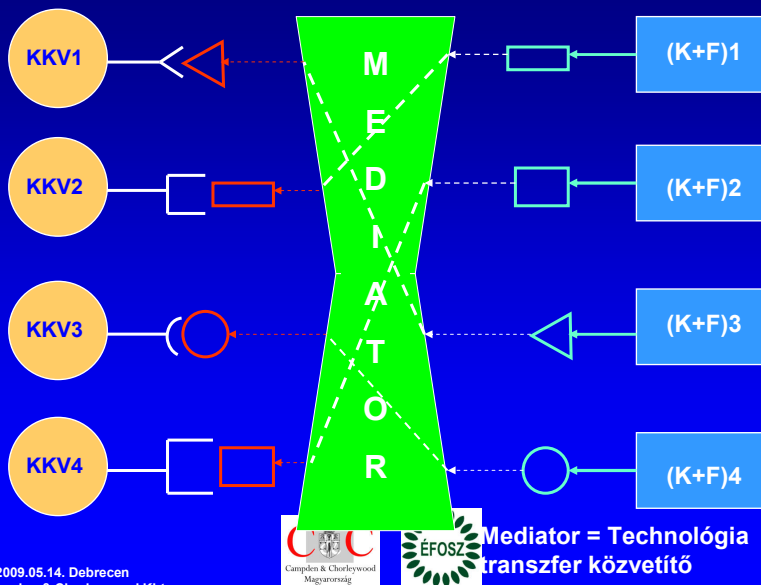 KKV1
(K+F)1
KKV2
(K+F)2
KKV3
(K+F)3
KKV4
(K+F)4
M
E
D
I
A
T
O
R
C C
Campden & Chorleywood
Magyarország
ÉFOSZ
Mediator = Technológia
transzfer közvetítő
2009.05.14. Debrecen